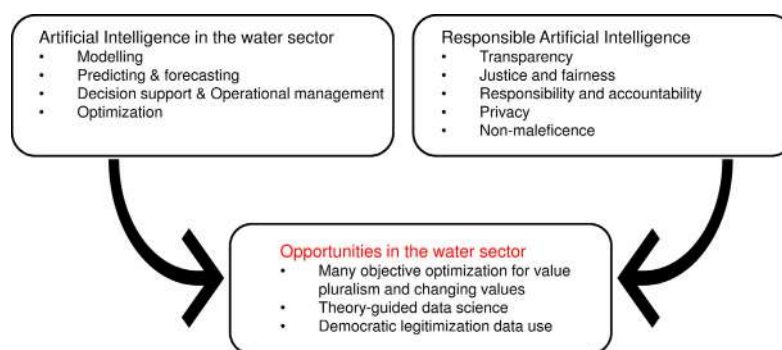 Artificial Intelligence in the water sector
• Modelling
• Predicting & forecasting
• Decision support & Operational management
• Optimization
Responsible Artificial Intelligence
• Transparency
• Justice and fairness
• Responsibility and accountability
• Privacy
• Non-maleficence
Opportunities in the water sector
• Many objective optimization for value
pluralism and changing values
• Theory-guided data science
• Democratic legitimization data use